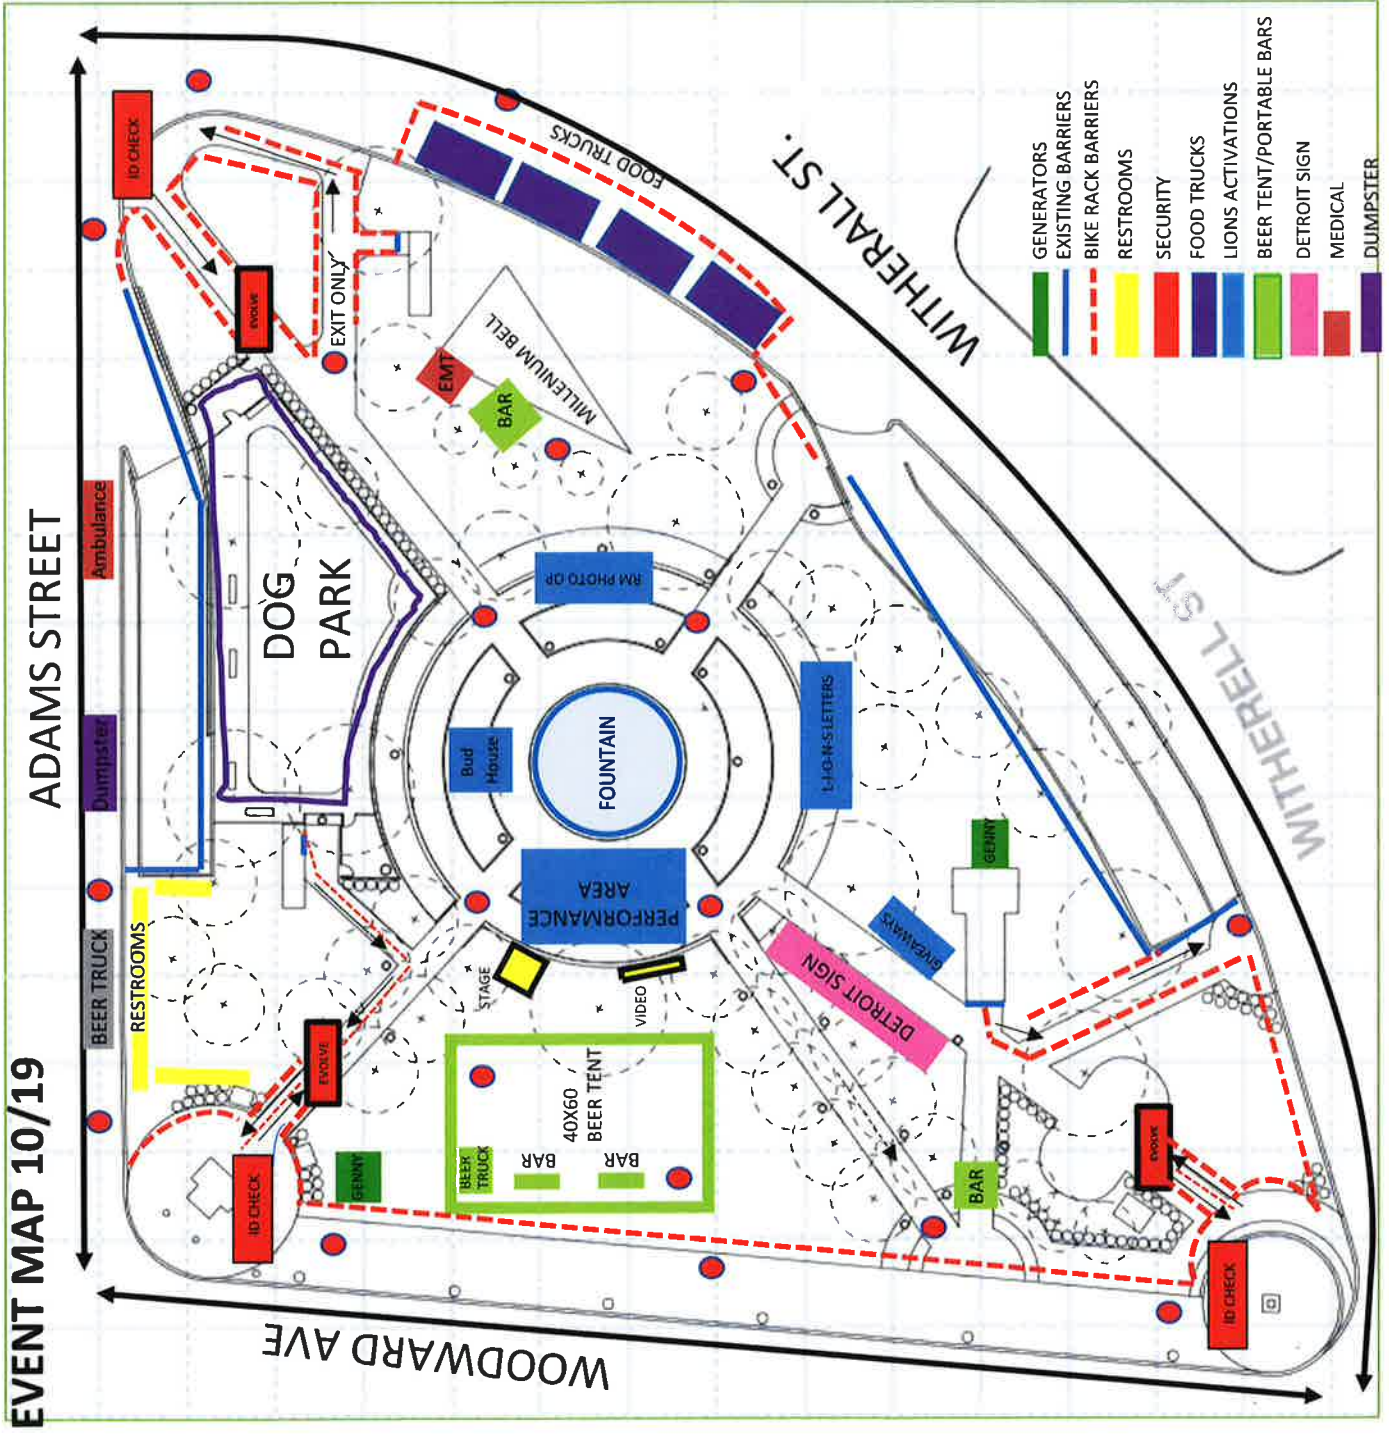 EVENT MAP 10/19
ADAMS STREET
BEER TRUCK
Dumpster
Ambulance
ID CHECK
RESTROOMS
DOG
PARK
EVOLVE
EXIT ONLY
ID CHECK
EVOLVE
GENNY
EMT
BAR
MILLENIUM BELL
FOOD TRUCKS
WITHERALL ST.
STAGE
VIDEO
BEER
TRUCK
BAR
BAR
40X60
BEER TENT
Bud
House
FOUNTAIN
RM PHOTO OP
PERFORMANCE
AREA
L-I-O-N-S LETTERS
DETROIT SIGN
GIVEAWAYS
GENNY
BAR
EVOLVE
ID CHECK
WOODWARD AVE
WITHERELL ST
GENERATORS
EXISTING BARRIERS
BIKE RACK BARRIERS
RESTROOMS
SECURITY
FOOD TRUCKS
LIONS ACTIVATIONS
BEER TENT/PORTABLE BARS
DETROIT SIGN
MEDICAL
DUMPSTER